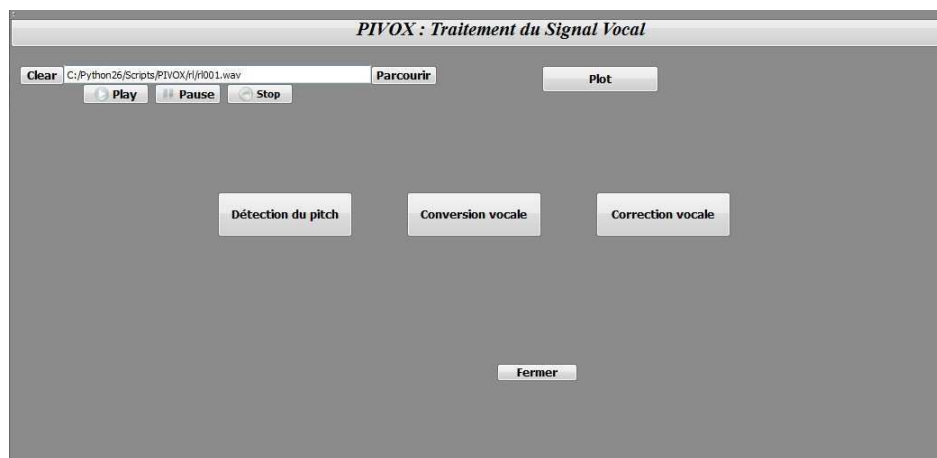 PIVOX : Traitement du Signal Vocal
Clear C:/Python26/Scripts/PIVOX/rl/rl001.wav Parcourir Plot
Play Pause Stop
Détection du pitch Conversion vocale Correction vocale
Fermer